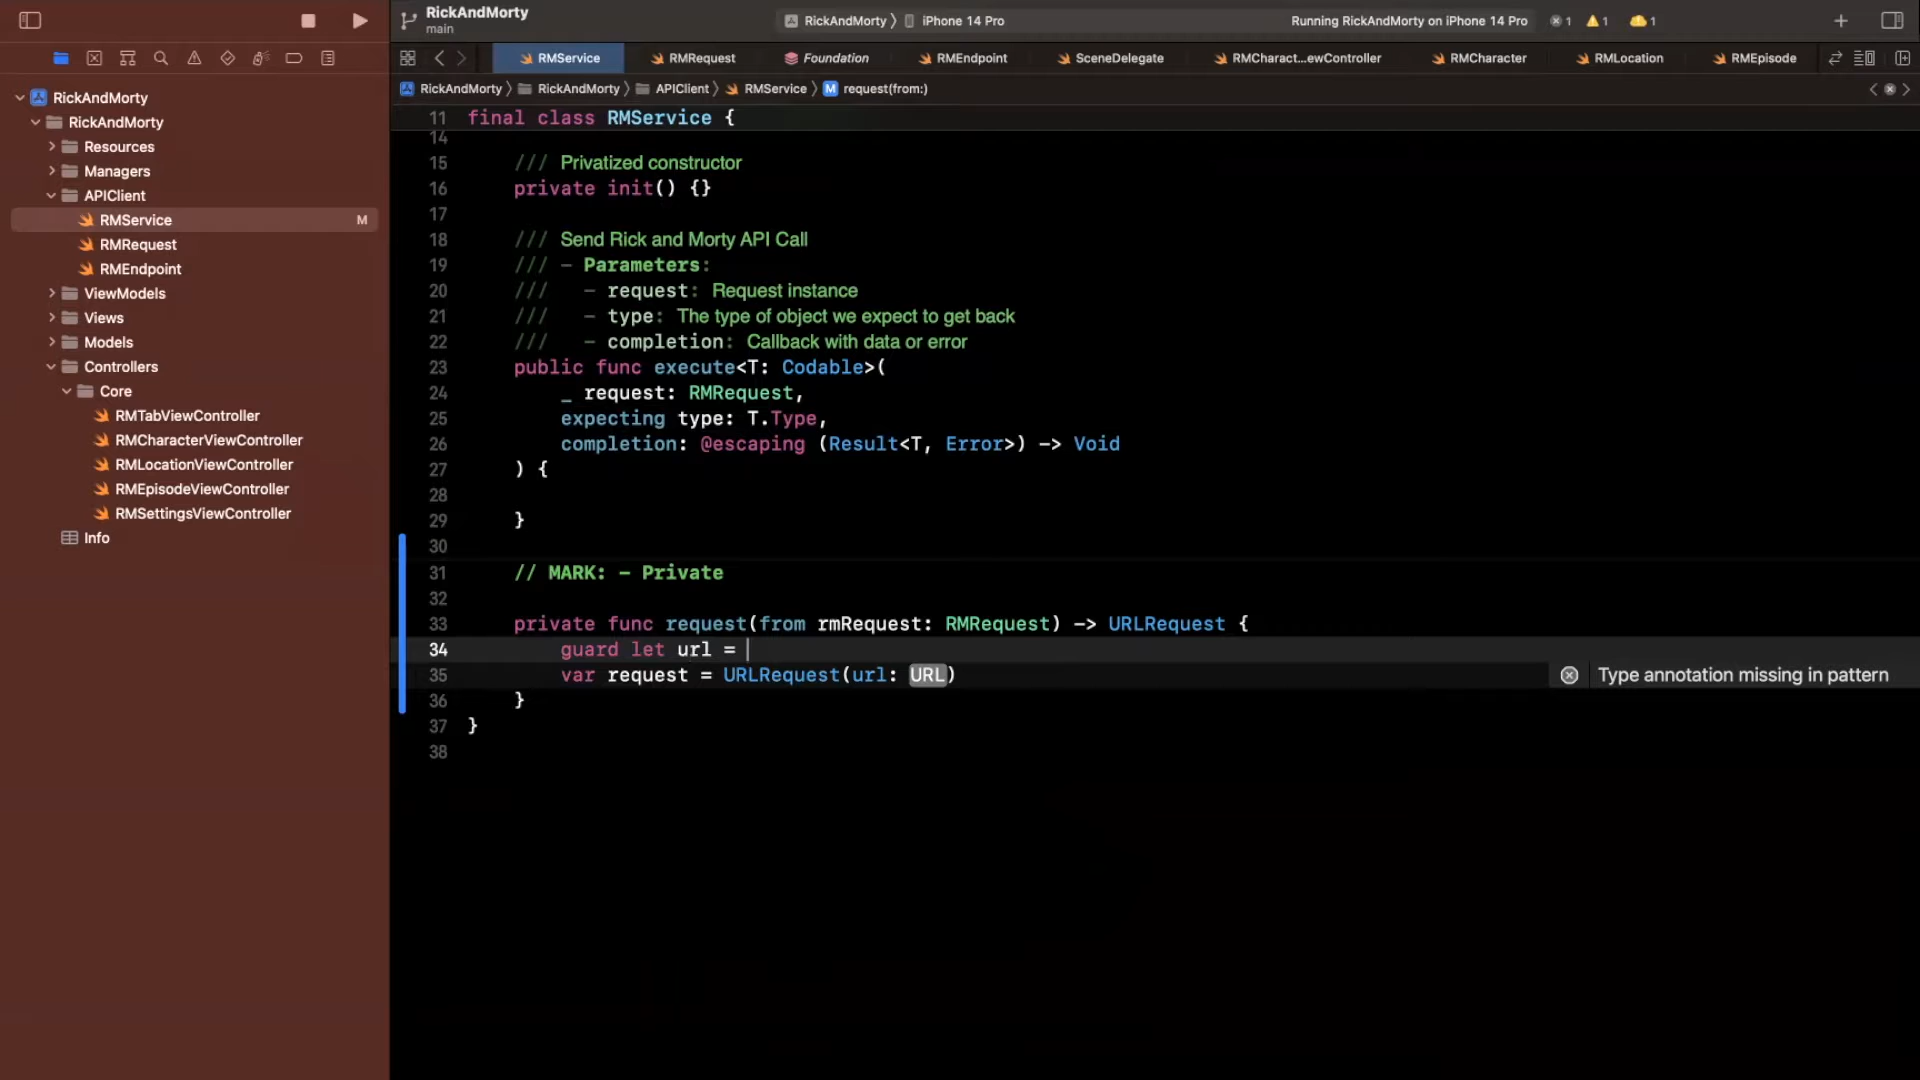 RickAndMorty
main
RickAndMorty
iPhone 14 Pro
Running RickAndMorty on iPhone 14 Pro
1
1
1
RMService
RMRequest
Foundation
RMEndpoint
SceneDelegate
RMCharact...ewController
RMCharacter
RMLocation
RMEpisode
RickAndMorty
RickAndMorty
APIClient
RMService
M
request(from:)
RickAndMorty
RickAndMorty
Resources
Managers
APIClient
RMService M
RMRequest
RMEndpoint
ViewModels
Views
Models
Controllers
Core
RMTabViewController
RMCharacterViewController
RMLocationViewController
RMEpisodeViewController
RMSettingsViewController
Info
11 final class RMService {
14
15 /// Privatized constructor
16 private init() {}
17
18 /// Send Rick and Morty API Call
19 /// - Parameters:
20 /// - request: Request instance
21 /// - type: The type of object we expect to get back
22 /// - completion: Callback with data or error
23 public func execute<T: Codable>(
24 _ request: RMRequest,
25 expecting type: T.Type,
26 completion: @escaping (Result<T, Error>) -> Void
27 ) {
28
29 }
30
31 // MARK: - Private
32
33 private func request(from rmRequest: RMRequest) -> URLRequest {
34 guard let url =
35 var request = URLRequest(url: URL)
Type annotation missing in pattern
36 }
37 }
38